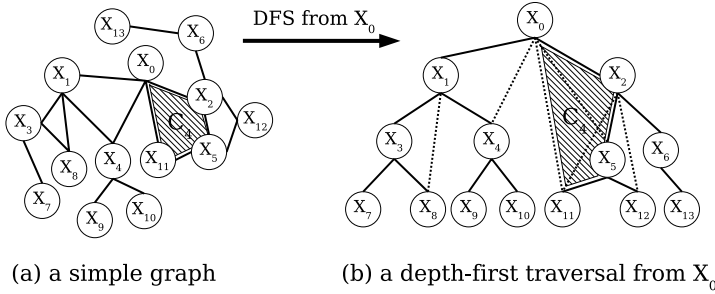 DFS from X₀
X₁₃
X₆
X₁
X₀
X₂
X₃
C₄
X₁₂
X₈
X₄
X₁₁
X₅
X₇
X₉
X₁₀
X₀
X₁
X₂
C₄
X₃
X₄
X₅
X₆
X₇
X₈
X₉
X₁₀
X₁₁
X₁₂
X₁₃
(a) a simple graph
(b) a depth-first traversal from X₀